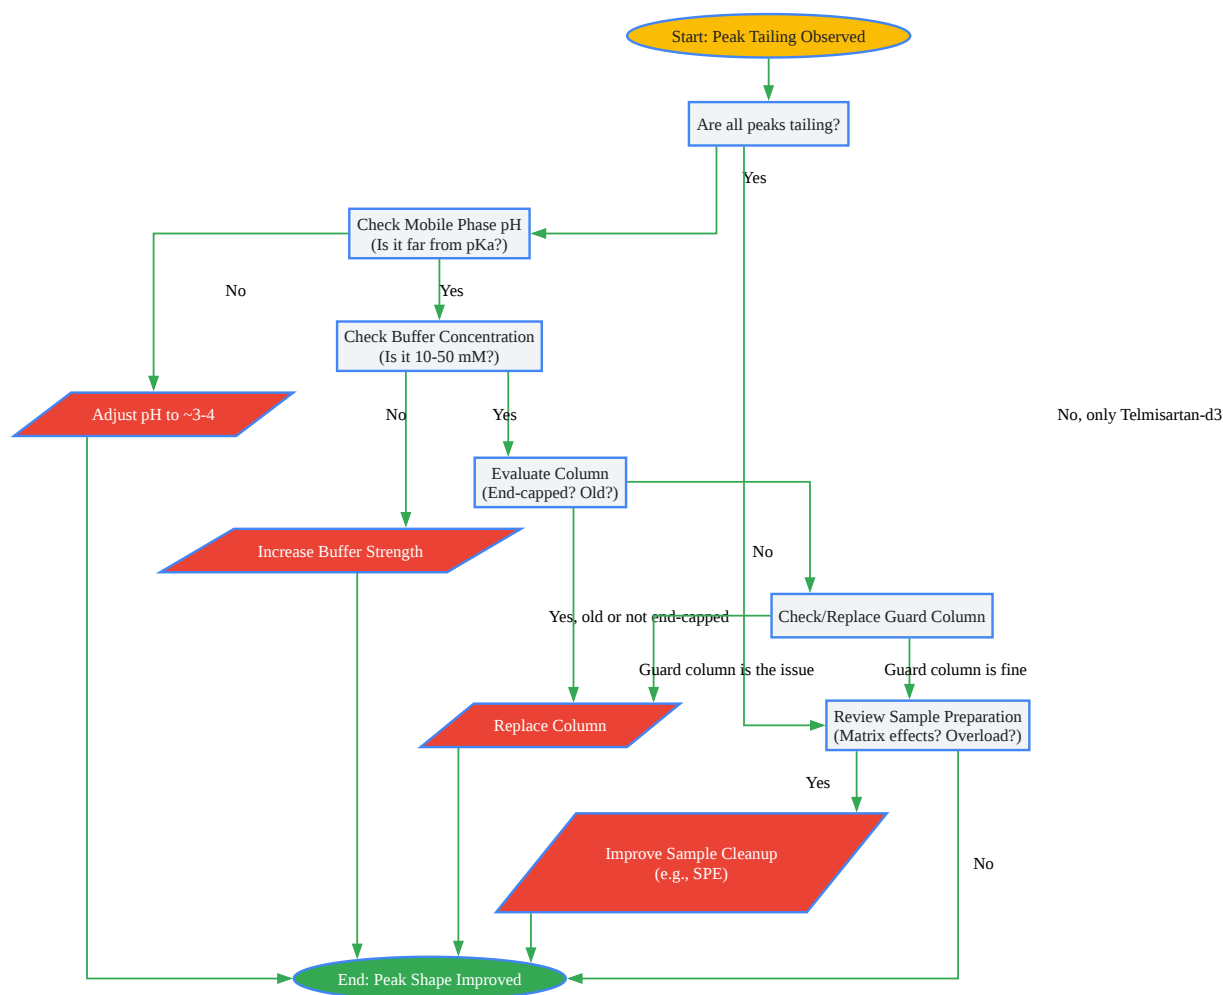 Start: Peak Tailing Observed
Are all peaks tailing?
Yes
Check Mobile Phase pH
(Is it far from pKa?)
No
Yes
Check Buffer Concentration
(Is it 10-50 mM?)
Adjust pH to ~3-4
No
Yes
No, only Telmisartan-d3
Evaluate Column
(End-capped? Old?)
Increase Buffer Strength
No
Yes, old or not end-capped
Check/Replace Guard Column
Guard column is the issue
Guard column is fine
Replace Column
Review Sample Preparation
(Matrix effects? Overload?)
Yes
Improve Sample Cleanup
(e.g., SPE)
No
End: Peak Shape Improved